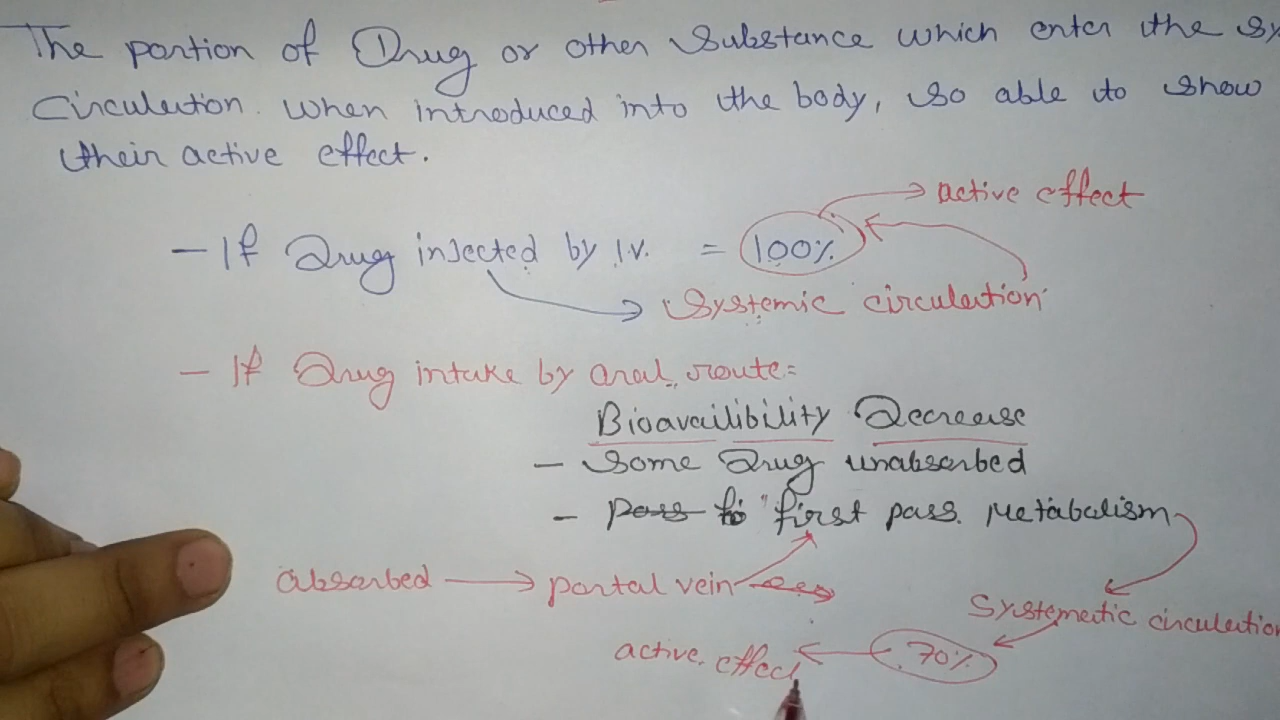 The portion of Drug or other Substance which enter the Sy
Circulation. When introduced into the body, so able to show
their active effect.
active effect
- If Drug injected by I.V. = 100%
Systemic circulation
- If Drug intake by oral route=
Bioavailibility Decrease
- Some Drug unabsorbed
- Pass to "first pass Metabolism
absorbed portal vein
Systematic circulation
active effect 70%